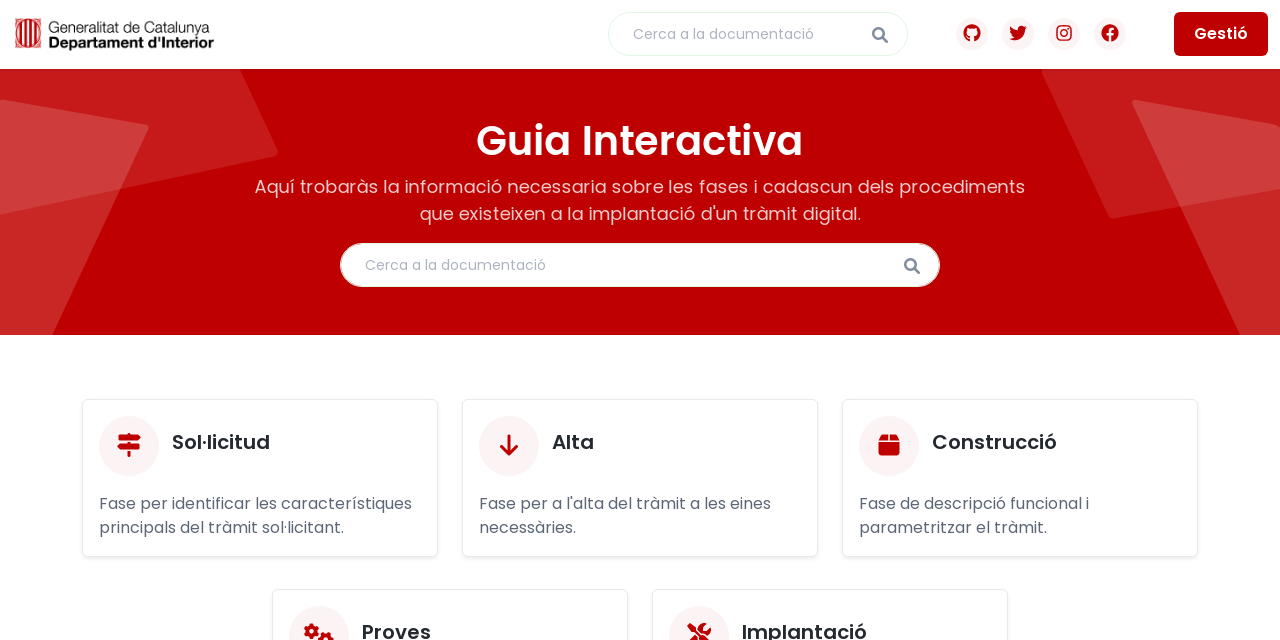 Generalitat de Catalunya
Departament d'Interior
Cerca a la documentació
Gestió
Guia Interactiva
Aquí trobaràs la informació necessaria sobre les fases i cadascun dels procediments
que existeixen a la implantació d'un tràmit digital.
Cerca a la documentació
Sol·licitud
Fase per identificar les característiques
principals del tràmit sol·licitant.
Alta
Fase per a l'alta del tràmit a les eines
necessàries.
Construcció
Fase de descripció funcional i
parametritzar el tràmit.
Proves
Implantació